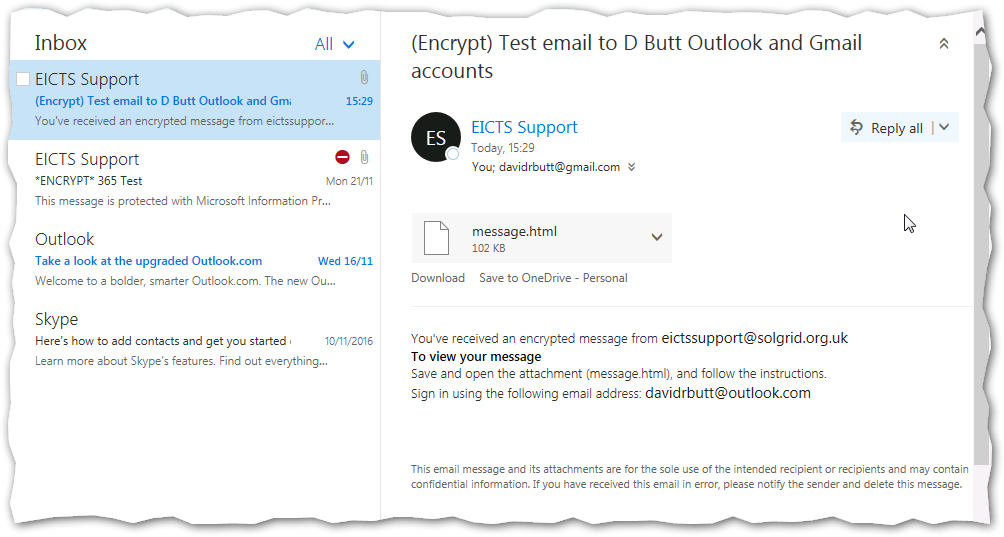 Inbox
All
EICTS Support
(Encrypt) Test email to D Butt Outlook and Gma
15:29
You've received an encrypted message from eictssuppor...
EICTS Support
*ENCRYPT* 365 Test
Mon 21/11
This message is protected with Microsoft Information Pr...
Outlook
Take a look at the upgraded Outlook.com
Wed 16/11
Welcome to a bolder, smarter Outlook.com. The new Ou...
Skype
Here's how to add contacts and get you started
10/11/2016
Learn more about Skype's features. Find out everything...
(Encrypt) Test email to D Butt Outlook and Gmail
accounts
ES
EICTS Support
Today, 15:29
You; davidrbutt@gmail.com
Reply all
message.html
102 KB
Download Save to OneDrive - Personal
You've received an encrypted message from eictssupport@solgrid.org.uk
To view your message
Save and open the attachment (message.html), and follow the instructions.
Sign in using the following email address: davidrbutt@outlook.com
This email message and its attachments are for the sole use of the intended recipient or recipients and may contain
confidential information. If you have received this email in error, please notify the sender and delete this message.